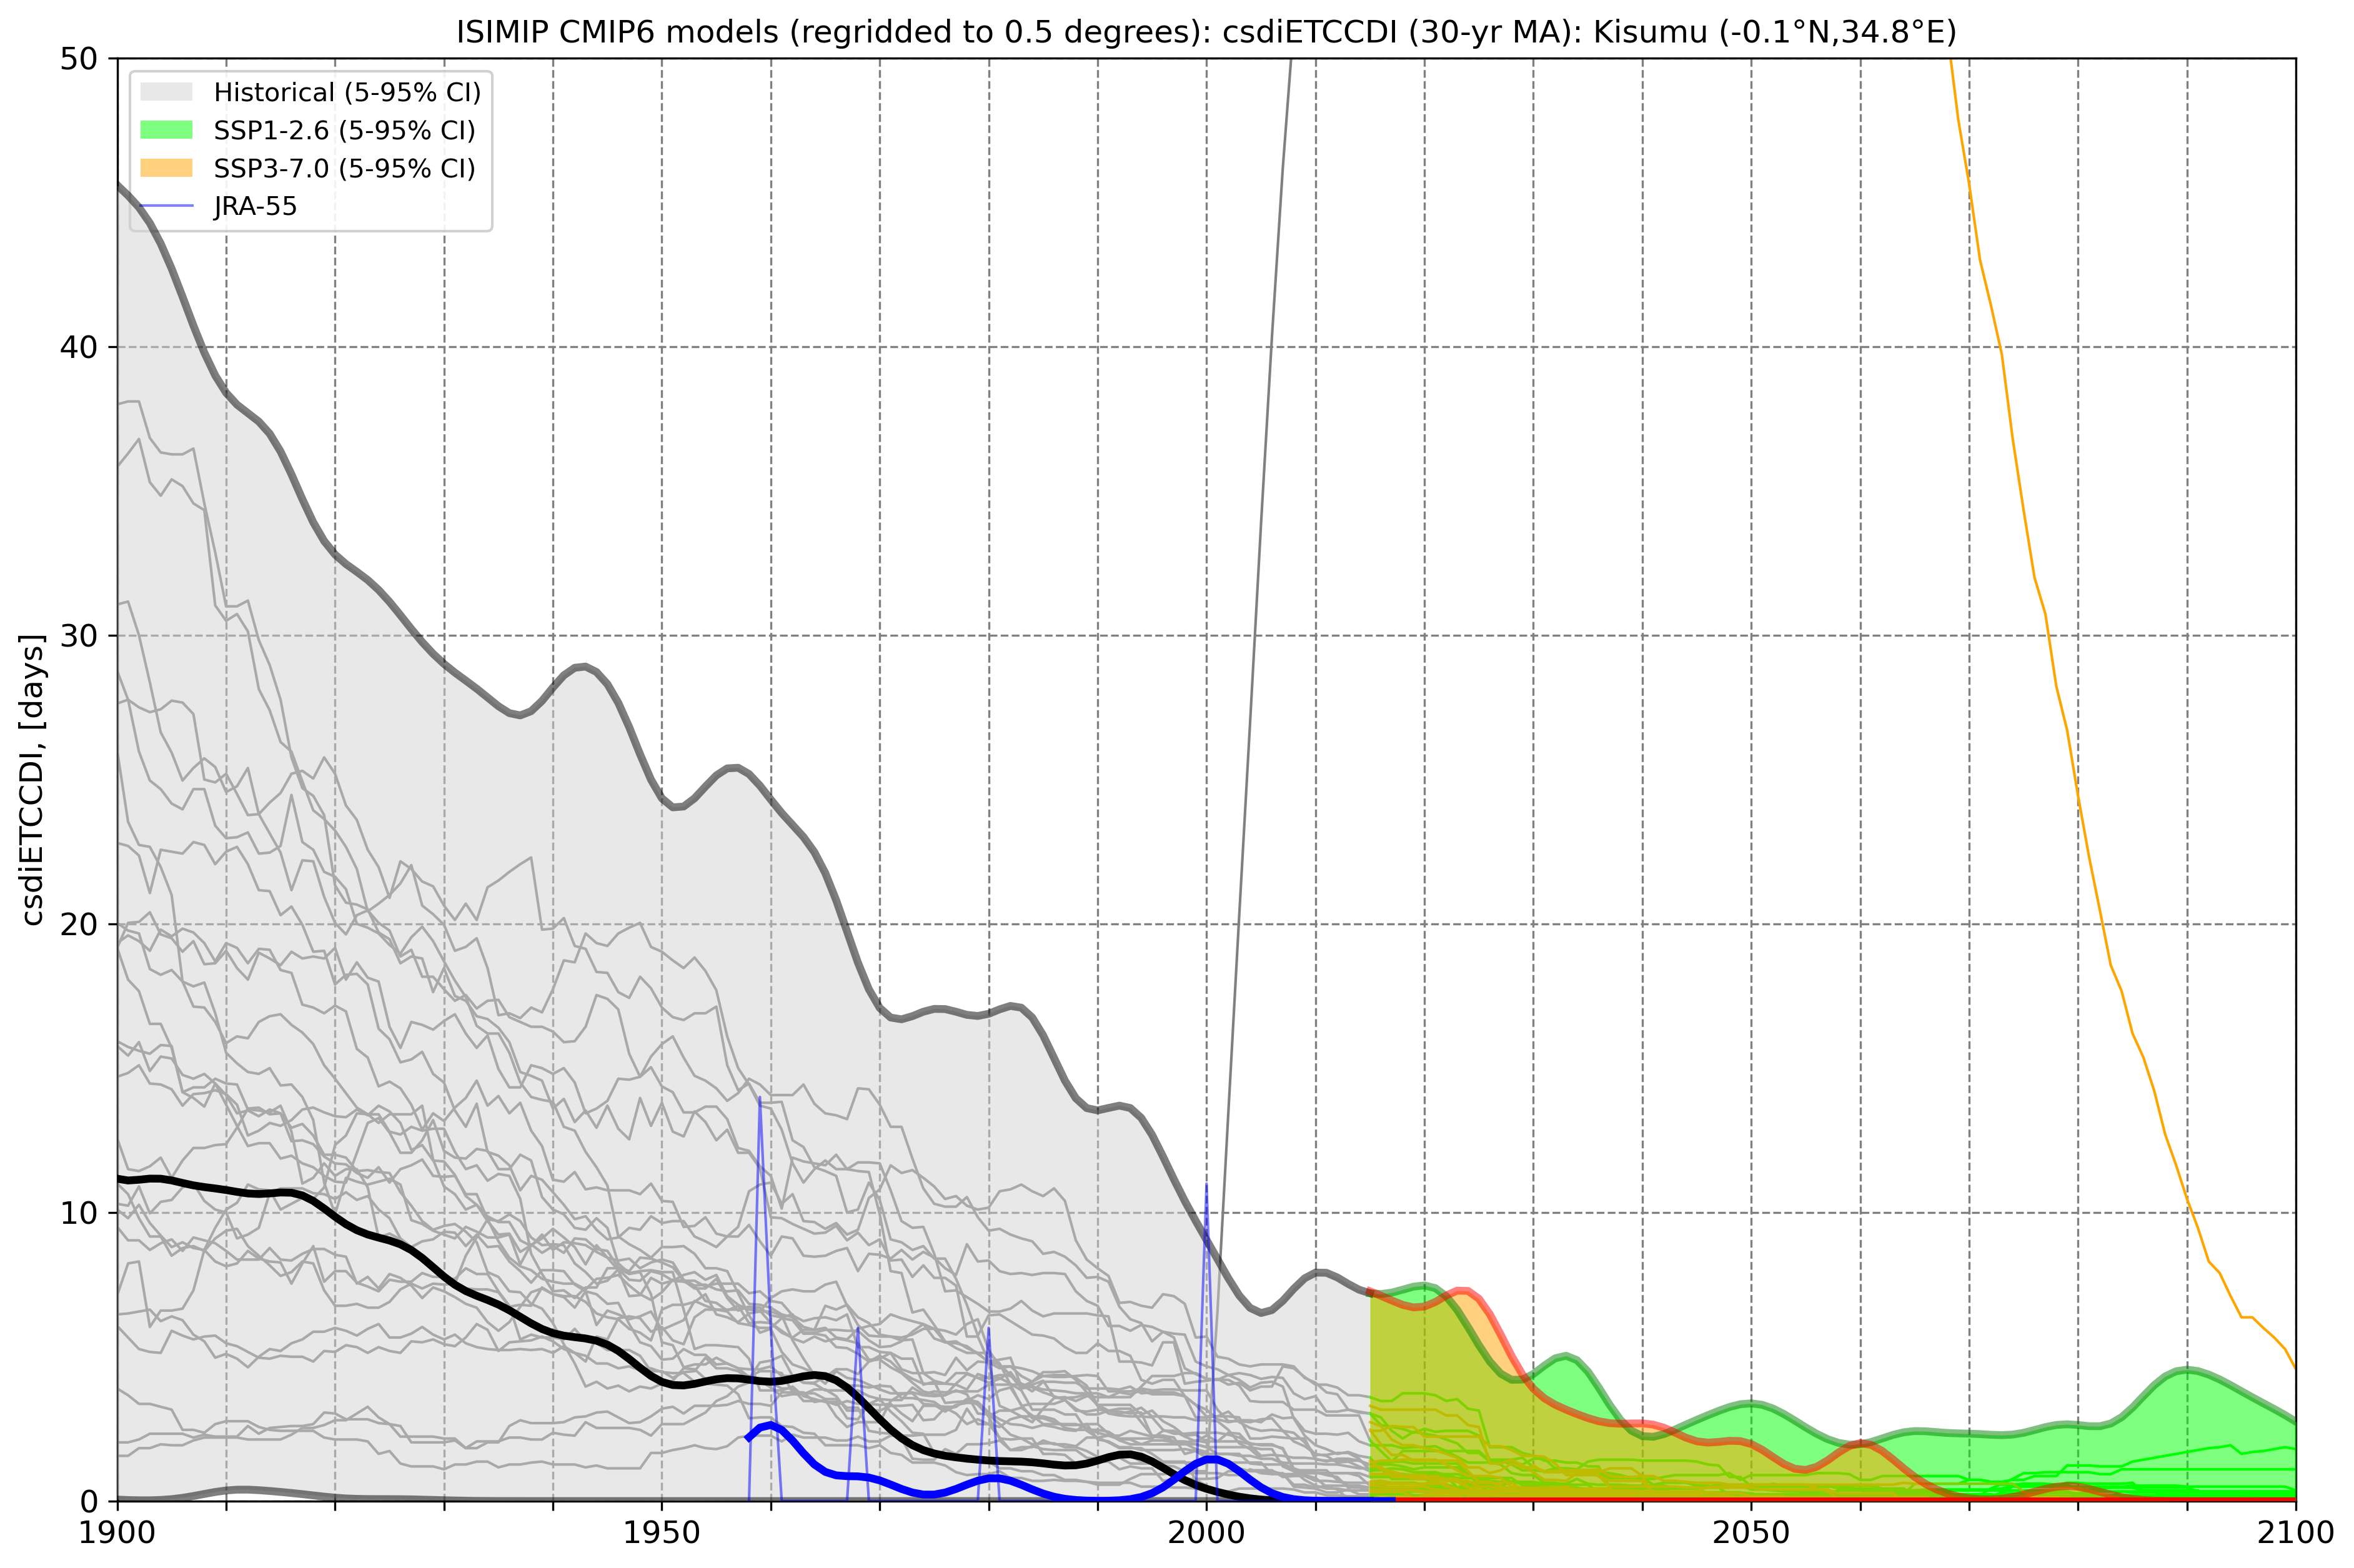 ISIMIP CMIP6 models (regridded to 0.5 degrees): csdiETCCDI (30-yr MA): Kisumu (-0.1°N,34.8°E)
50
Historical (5-95% CI)
SSP1-2.6 (5-95% CI)
SSP3-7.0 (5-95% CI)
JRA-55
40
30
csdiETCCDI, [days]
20
10
0
1900 1950 2000 2050 2100